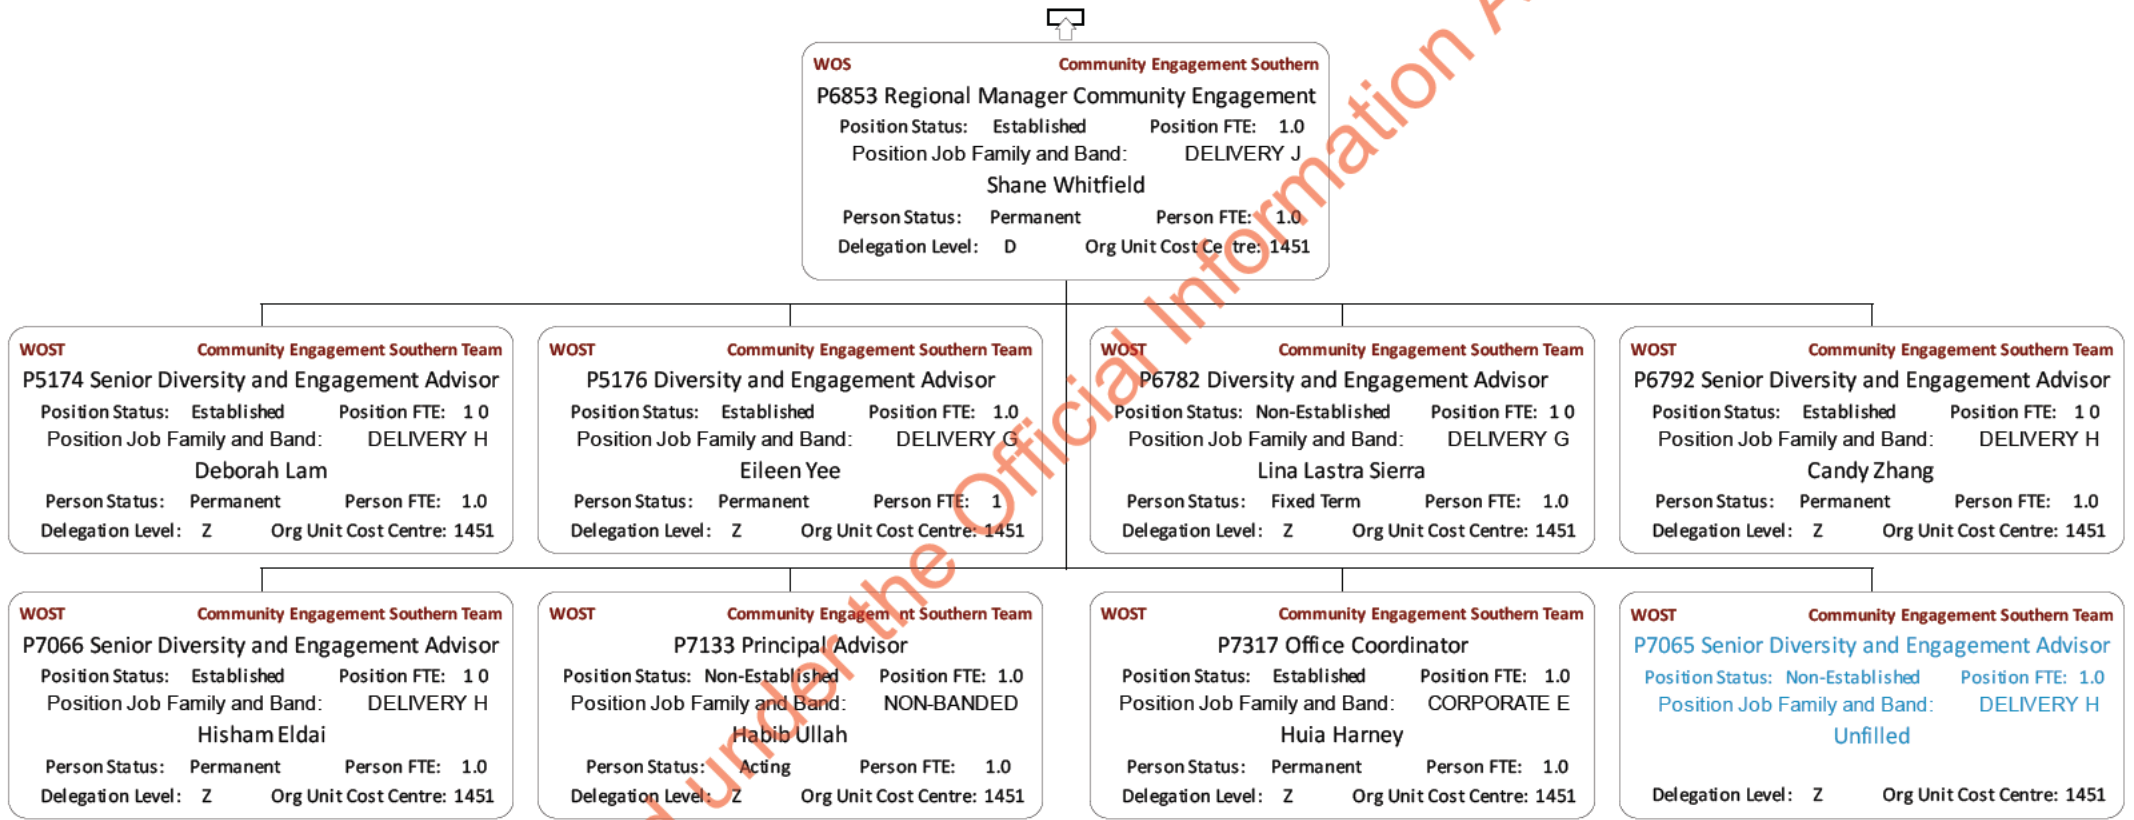 WOS Community Engagement Southern
P6853 Regional Manager Community Engagement
Position Status: Established Position FTE: 1.0
Position Job Family and Band: DELIVERY J
Shane Whitfield
Person Status: Permanent Person FTE: 1.0
Delegation Level: D Org Unit Cost Ce tre: 1451
WOST Community Engagement Southern Team
P5174 Senior Diversity and Engagement Advisor
Position Status: Established Position FTE: 1 0
Position Job Family and Band: DELIVERY H
Deborah Lam
Person Status: Permanent Person FTE: 1.0
Delegation Level: Z Org Unit Cost Centre: 1451
WOST Community Engagement Southern Team
P5176 Diversity and Engagement Advisor
Position Status: Established Position FTE: 1.0
Position Job Family and Band: DELIVERY G
Eileen Yee
Person Status: Permanent Person FTE: 1
Delegation Level: Z Org Unit Cost Centre: 1451
WOST Community Engagement Southern Team
P6782 Diversity and Engagement Advisor
Position Status: Non-Established Position FTE: 1 0
Position Job Family and Band: DELIVERY G
Lina Lastra Sierra
Person Status: Fixed Term Person FTE: 1.0
Delegation Level: Z Org Unit Cost Centre: 1451
WOST Community Engagement Southern Team
P6792 Senior Diversity and Engagement Advisor
Position Status: Established Position FTE: 1 0
Position Job Family and Band: DELIVERY H
Candy Zhang
Person Status: Permanent Person FTE: 1.0
Delegation Level: Z Org Unit Cost Centre: 1451
WOST Community Engagement Southern Team
P7066 Senior Diversity and Engagement Advisor
Position Status: Established Position FTE: 1 0
Position Job Family and Band: DELIVERY H
Hisham Eldai
Person Status: Permanent Person FTE: 1.0
Delegation Level: Z Org Unit Cost Centre: 1451
WOST Community Engagem nt Southern Team
P7133 Principal Advisor
Position Status: Non-Established Position FTE: 1.0
Position Job Family and Band: NON-BANDED
Habib Ullah
Person Status: Acting Person FTE: 1.0
Delegation Level: Z Org Unit Cost Centre: 1451
WOST Community Engagement Southern Team
P7317 Office Coordinator
Position Status: Established Position FTE: 1.0
Position Job Family and Band: CORPORATE E
Huia Harney
Person Status: Permanent Person FTE: 1.0
Delegation Level: Z Org Unit Cost Centre: 1451
WOST Community Engagement Southern Team
P7065 Senior Diversity and Engagement Advisor
Position Status: Non-Established Position FTE: 1.0
Position Job Family and Band: DELIVERY H
Unfilled
Delegation Level: Z Org Unit Cost Centre: 1451
under the Official Information